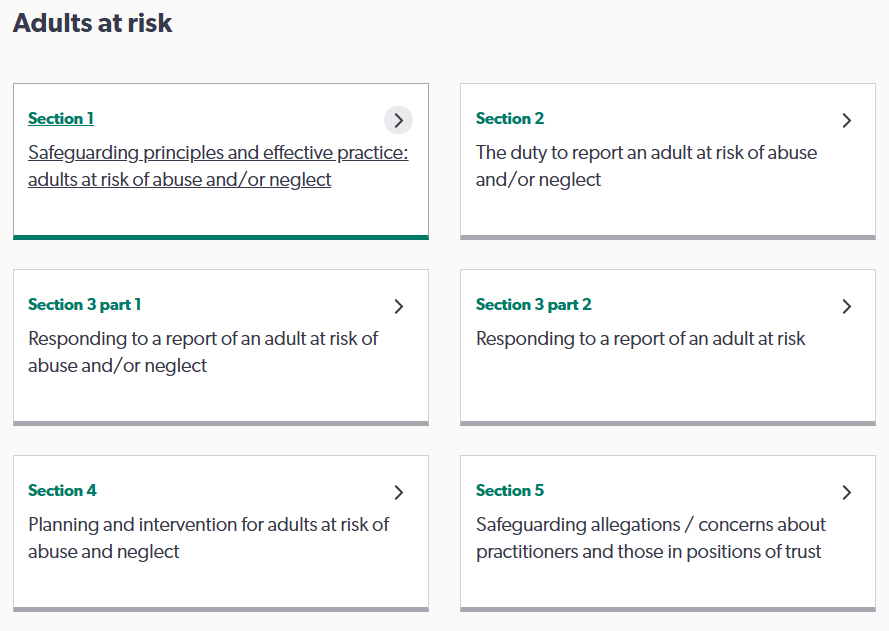 Adults at risk
Section 1
Safeguarding principles and effective practice:
adults at risk of abuse and/or neglect
Section 2
The duty to report an adult at risk of abuse
and/or neglect
Section 3 part 1
Responding to a report of an adult at risk of
abuse and/or neglect
Section 3 part 2
Responding to a report of an adult at risk
Section 4
Planning and intervention for adults at risk of
abuse and neglect
Section 5
Safeguarding allegations / concerns about
practitioners and those in positions of trust